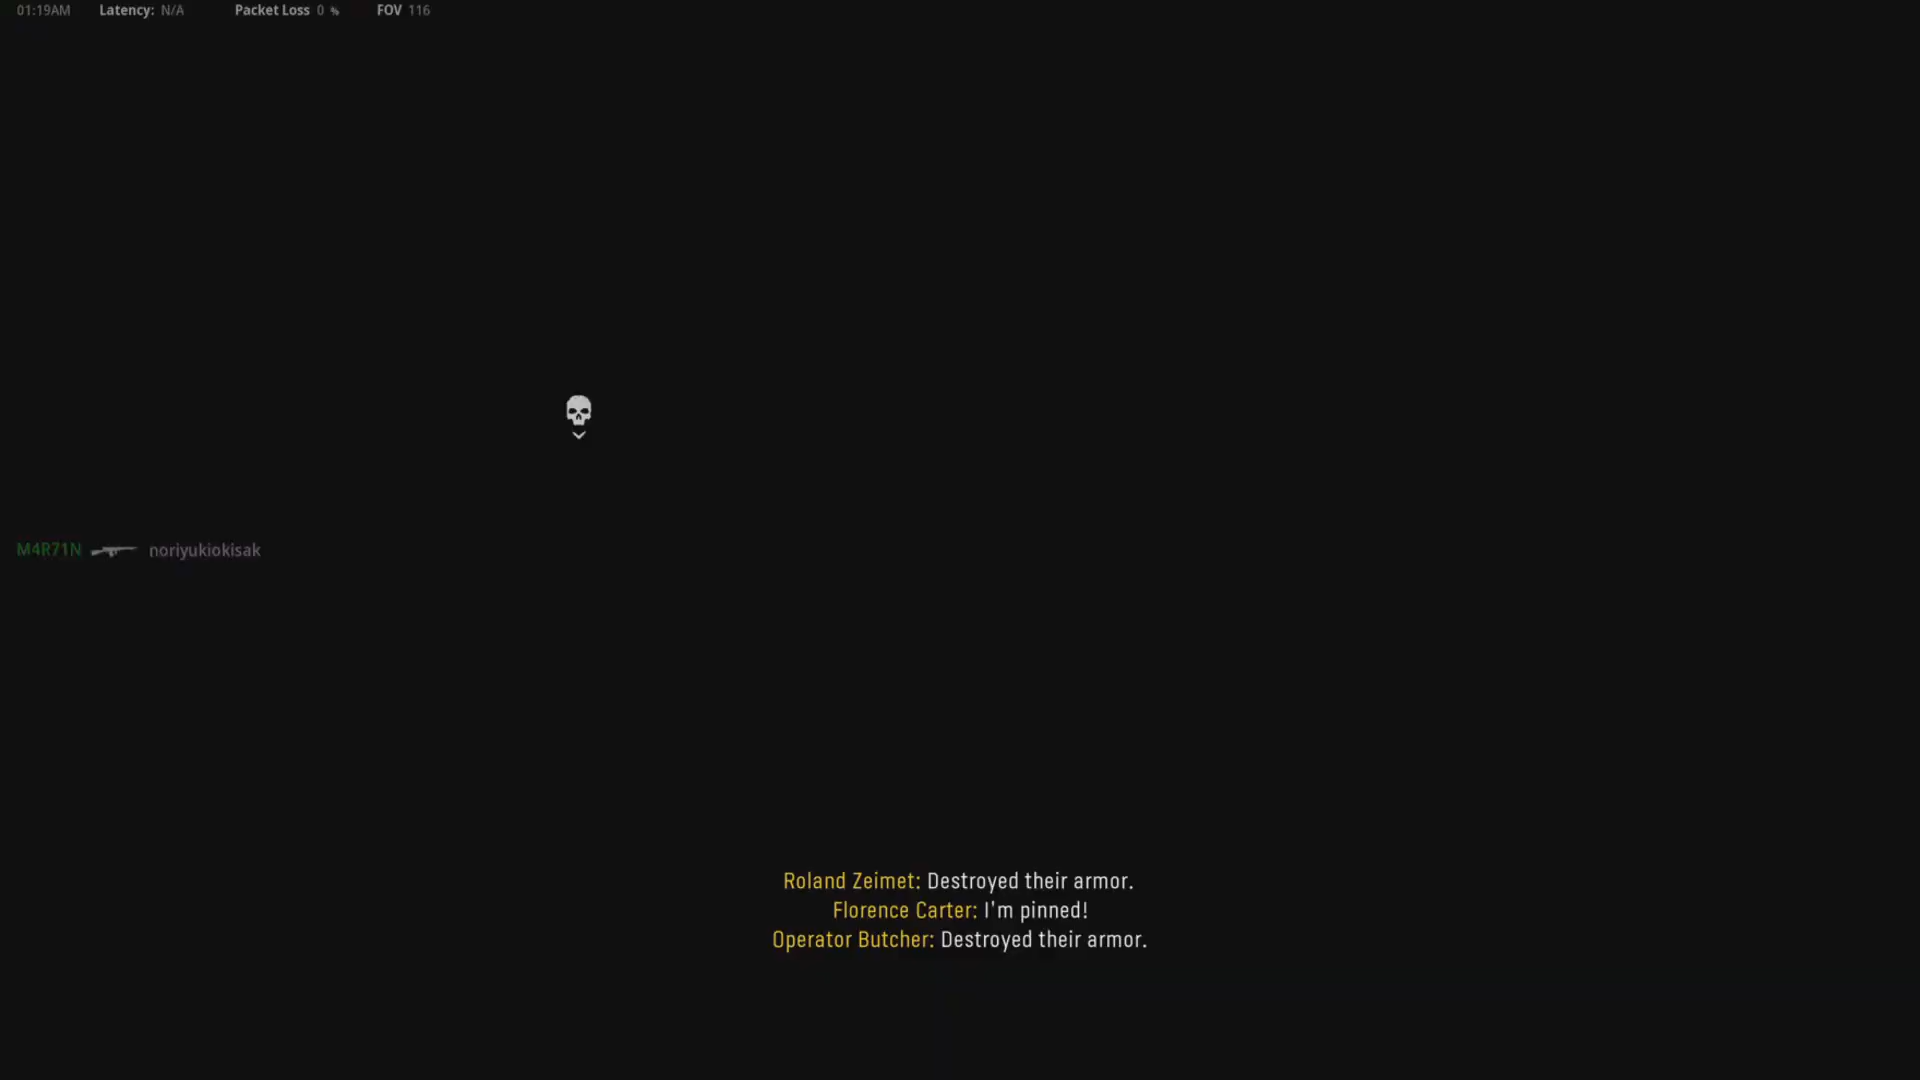 01:19AM Latency: N/A Packet Loss 0 % FOV 116
M4R71N noriyukiokisak
Roland Zeimet: Destroyed their armor.
Florence Carter: I'm pinned!
Operator Butcher: Destroyed their armor.